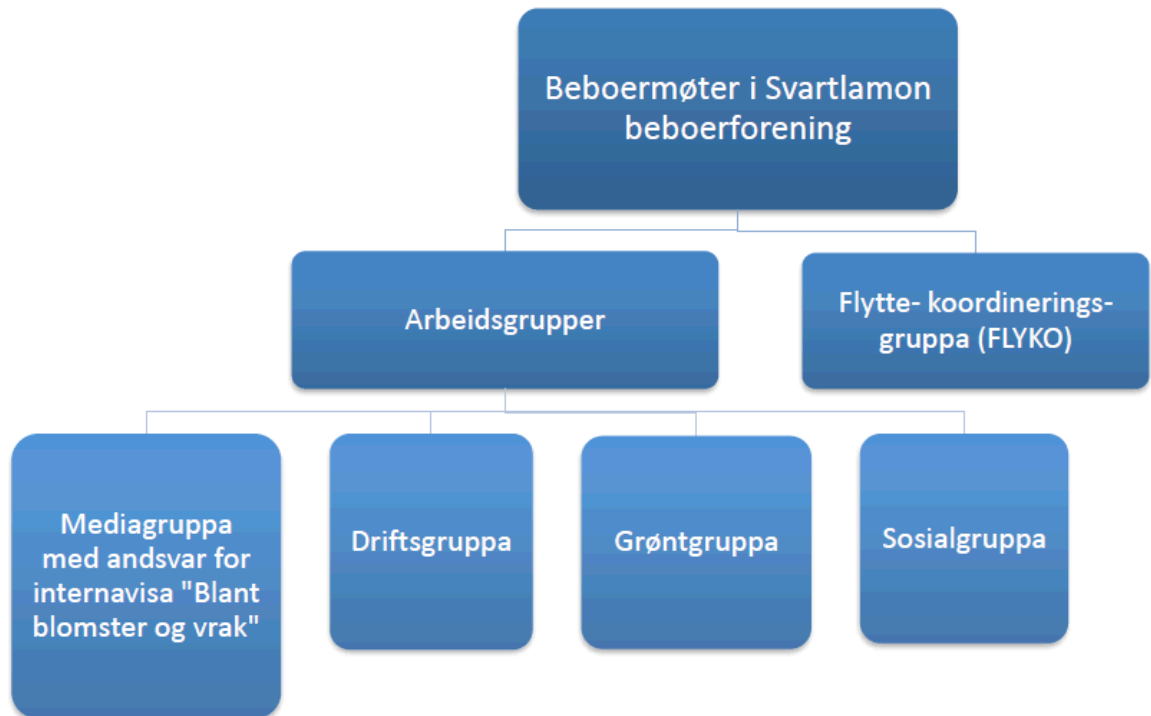 Beboermøter i Svartlamon
beboerforening
Arbeidsgrupper
Flytte- koordinerings-
gruppa (FLYKO)
Mediagruppa
med andsvar for
internavisa "Blant
blomster og vrak"
Driftsgruppa
Grøntgruppa
Sosialgruppa